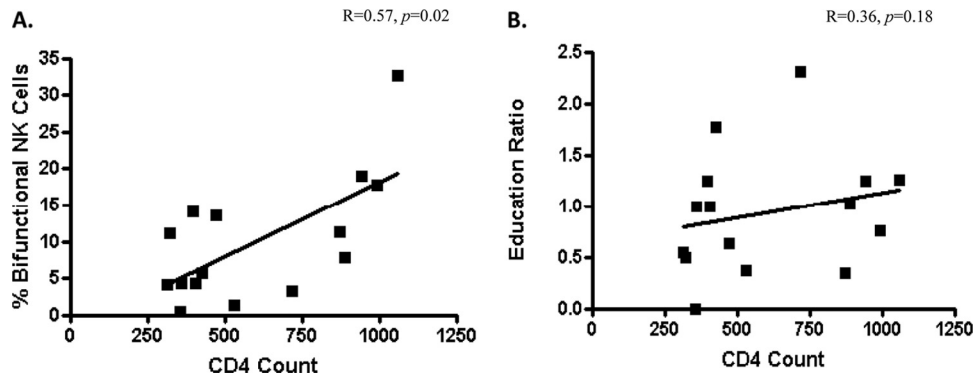 A.
R=0.57, p=0.02
% Bifunctional NK Cells
35
30
25
20
15
10
5
0
0 250 500 750 1000 1250
CD4 Count
B.
R=0.36, p=0.18
Education Ratio
2.5
2.0
1.5
1.0
0.5
0.0
0 250 500 750 1000 1250
CD4 Count